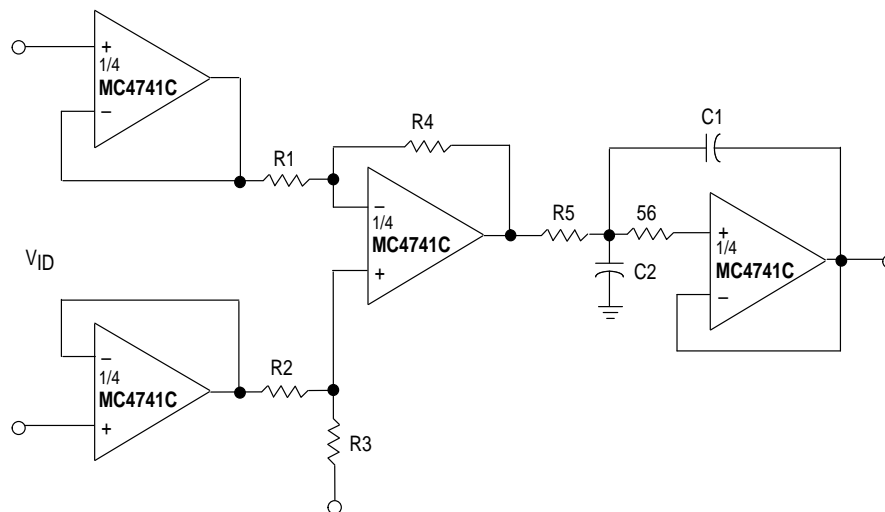 +
1/4
MC4741C
−
R1
R4
C1
−
1/4
MC4741C
+
R5
56
+
1/4
MC4741C
−
C2
VID
−
1/4
MC4741C
+
R2
R3